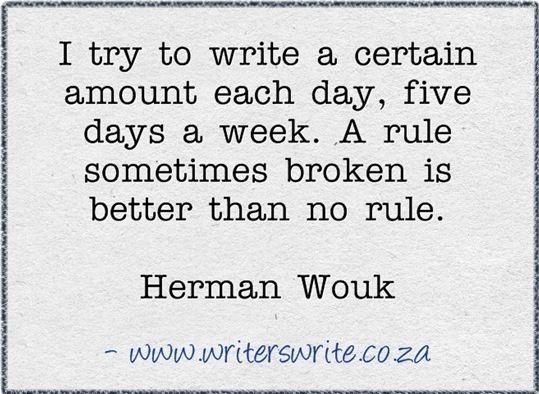 I try to write a certain
amount each day, five
days a week. A rule
sometimes broken is
better than no rule.
Herman Wouk
- www.writerswrite.co.za